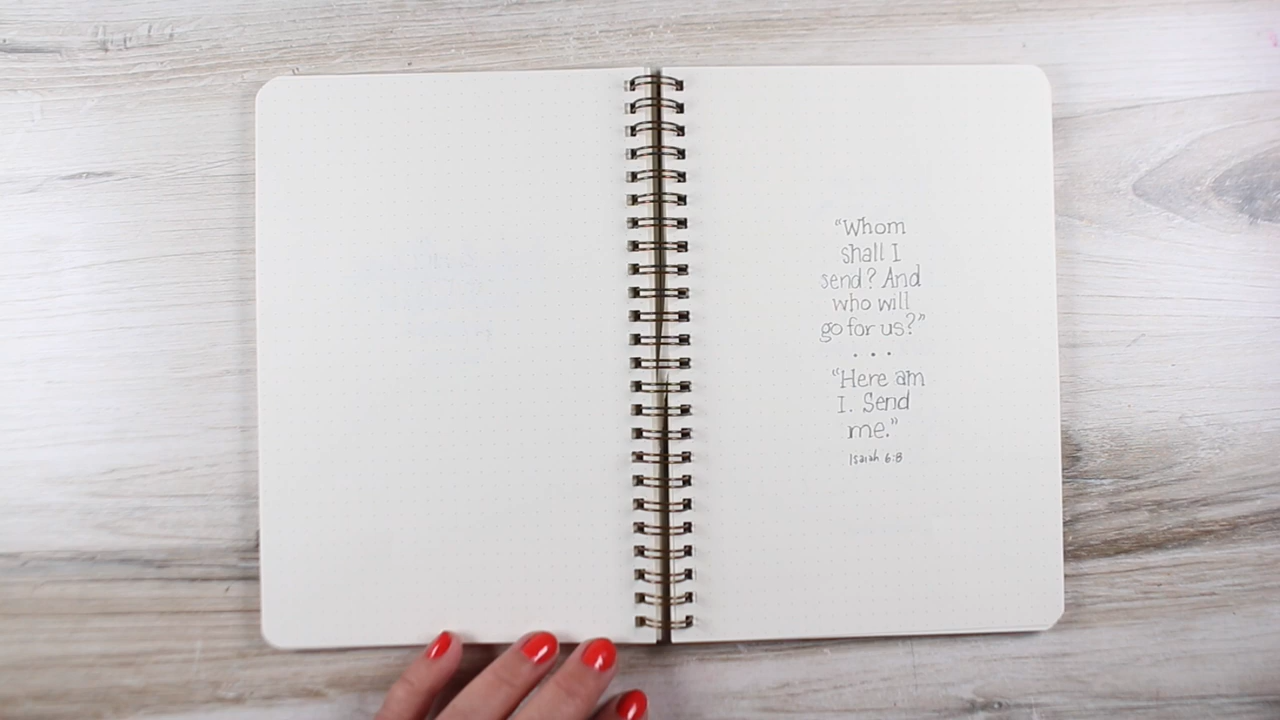 “Whom
shall I
send? And
who will
go for us?”
...
“Here am
I. Send
me.”
Isaiah 6:8